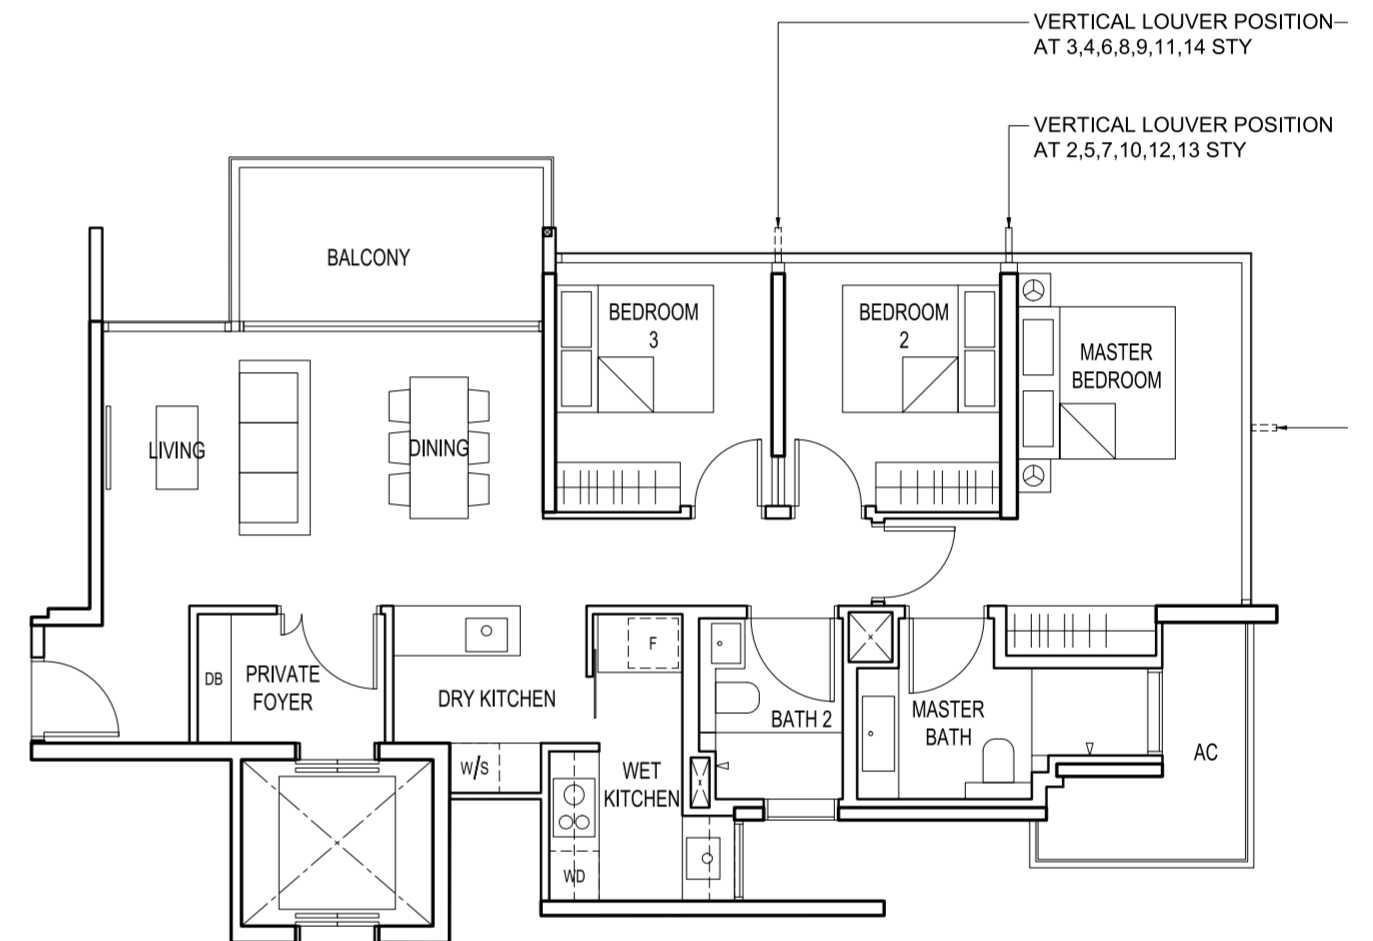 VERTICAL LOUVER POSITION
AT 3,4,6,8,9,11,14 STY
VERTICAL LOUVER POSITION
AT 2,5,7,10,12,13 STY
BALCONY
BEDROOM
3
BEDROOM
2
MASTER
BEDROOM
LIVING
DINING
DB
PRIVATE
FOYER
DRY KITCHEN
F
BATH 2
MASTER
BATH
AC
W/S
WET
KITCHEN
WD